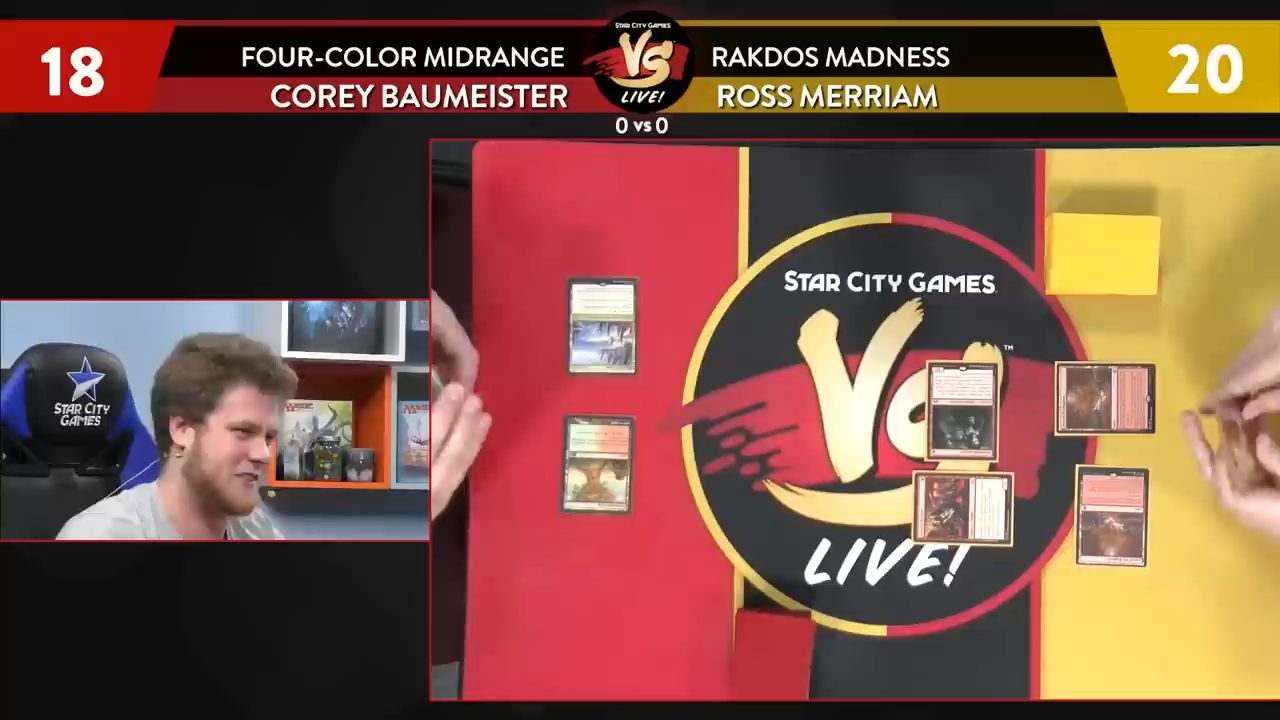 18
FOUR-COLOR MIDRANGE
COREY BAUMEISTER
STAR CITY GAMES
VS
LIVE!
RAKDOS MADNESS
ROSS MERRIAM
20
0 VS 0
STAR CITY GAMES
VS
LIVE!
STAR CITY
GAMES